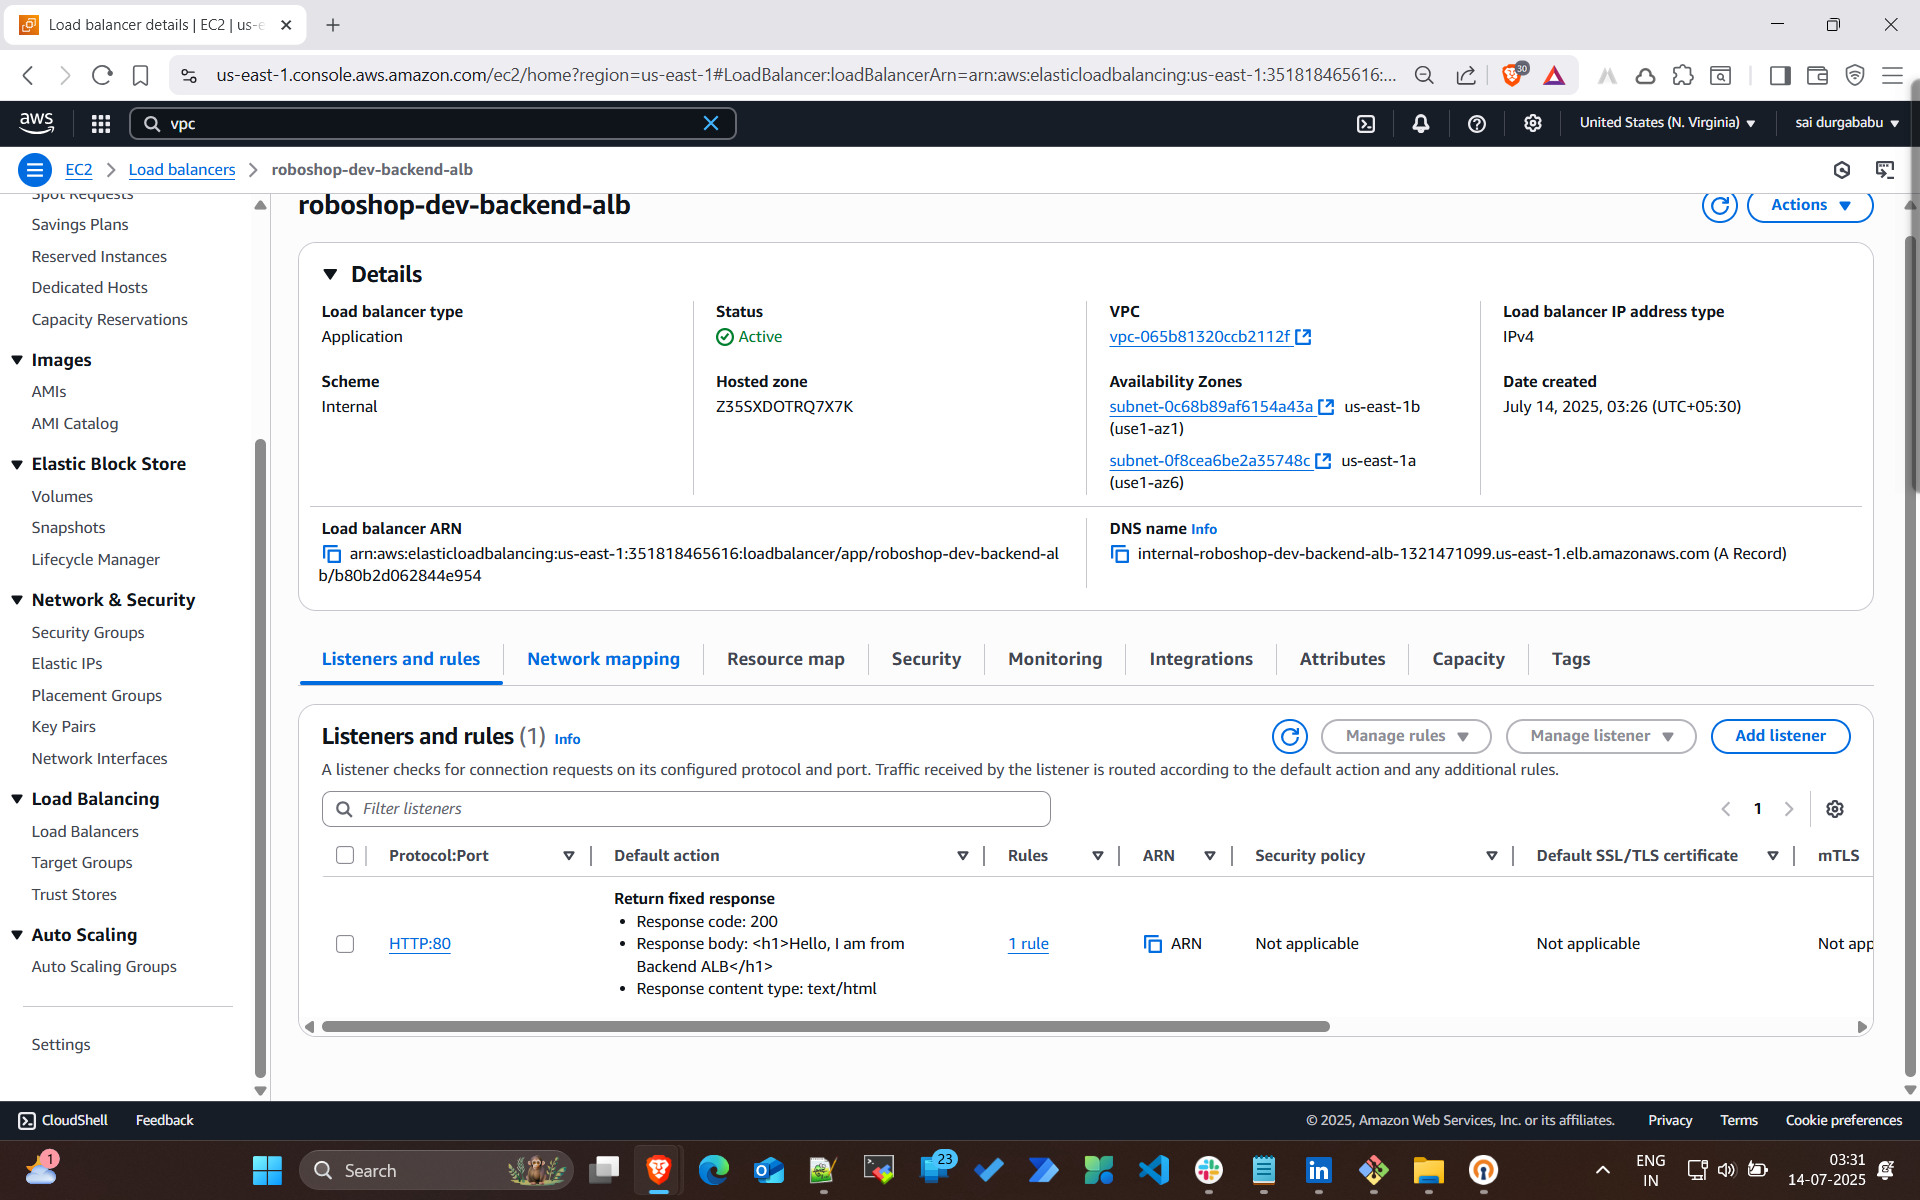 Load balancer details | EC2 | us-e
us-east-1.console.aws.amazon.com/ec2/home?region=us-east-1#LoadBalancer:loadBalancerArn=arn:aws:elasticloadbalancing:us-east-1:351818465616:...
30
aws
vpc
United States (N. Virginia)
sai durgababu
EC2
Load balancers
roboshop-dev-backend-alb
Spot Requests
Savings Plans
Reserved Instances
Dedicated Hosts
Capacity Reservations
Images
AMIs
AMI Catalog
Elastic Block Store
Volumes
Snapshots
Lifecycle Manager
Network & Security
Security Groups
Elastic IPs
Placement Groups
Key Pairs
Network Interfaces
Load Balancing
Load Balancers
Target Groups
Trust Stores
Auto Scaling
Auto Scaling Groups
Settings
roboshop-dev-backend-alb
Actions
Details
Load balancer type
Application
Status
Active
VPC
vpc-065b81320ccb2112f
Load balancer IP address type
IPv4
Scheme
Internal
Hosted zone
Z35SXDOTRQ7X7K
Availability Zones
subnet-0c68b89af6154a43a us-east-1b
(use1-az1)
subnet-0f8cea6be2a35748c us-east-1a
(use1-az6)
Date created
July 14, 2025, 03:26 (UTC+05:30)
Load balancer ARN
arn:aws:elasticloadbalancing:us-east-1:351818465616:loadbalancer/app/roboshop-dev-backend-al
b/b80b2d062844e954
DNS name Info
internal-roboshop-dev-backend-alb-1321471099.us-east-1.elb.amazonaws.com (A Record)
Listeners and rules
Network mapping
Resource map
Security
Monitoring
Integrations
Attributes
Capacity
Tags
Listeners and rules (1) Info
Manage rules
Manage listener
Add listener
A listener checks for connection requests on its configured protocol and port. Traffic received by the listener is routed according to the default action and any additional rules.
Filter listeners
1
Protocol:Port
Default action
Rules
ARN
Security policy
Default SSL/TLS certificate
mTLS
HTTP:80
Return fixed response
• Response code: 200
• Response body: <h1>Hello, I am from
Backend ALB</h1>
• Response content type: text/html
1 rule
ARN
Not applicable
Not applicable
Not app
CloudShell
Feedback
© 2025, Amazon Web Services, Inc. or its affiliates.
Privacy
Terms
Cookie preferences
1
Search
23
ENG
IN
03:31
14-07-2025